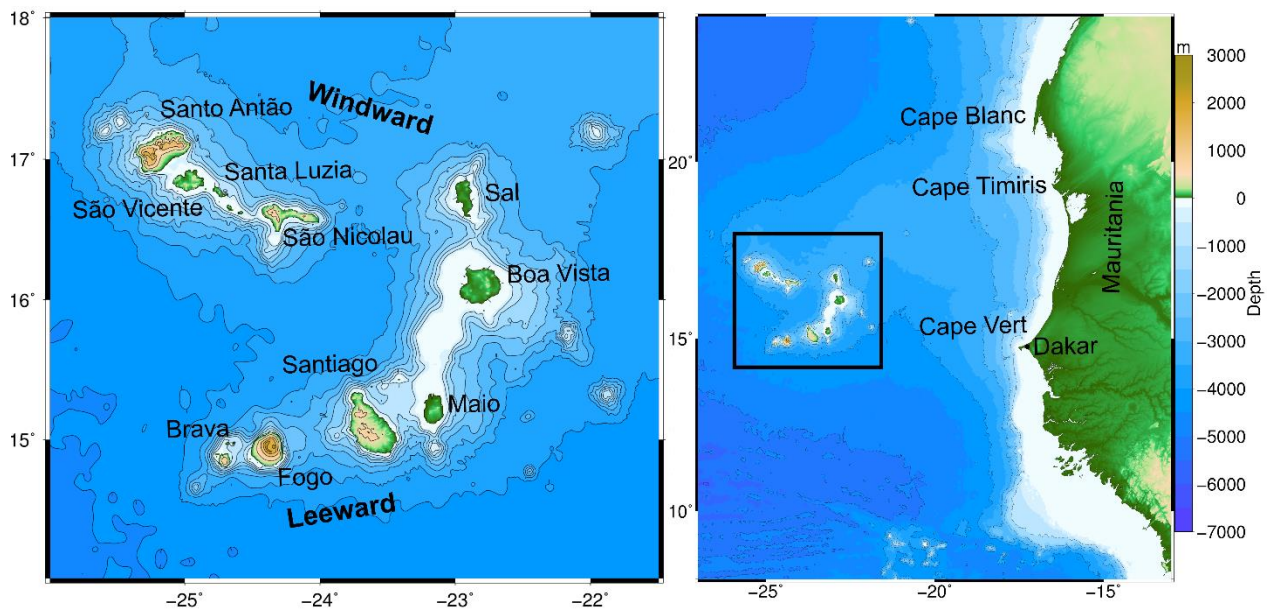 18°
17°
16°
15°
−25
−24
−23
−22
Windward
Santo Antão
Santa Luzia
São Vicente
São Nicolau
Sal
Boa Vista
Santiago
Maio
Brava
Fogo
Leeward
20°
15°
10°
−25
−20
−15
Cape Blanc
Cape Timiris
Mauritania
Cape Vert
Dakar
m
3000
2000
1000
0
−1000
−2000
−3000
−4000
−5000
−6000
−7000
Depth